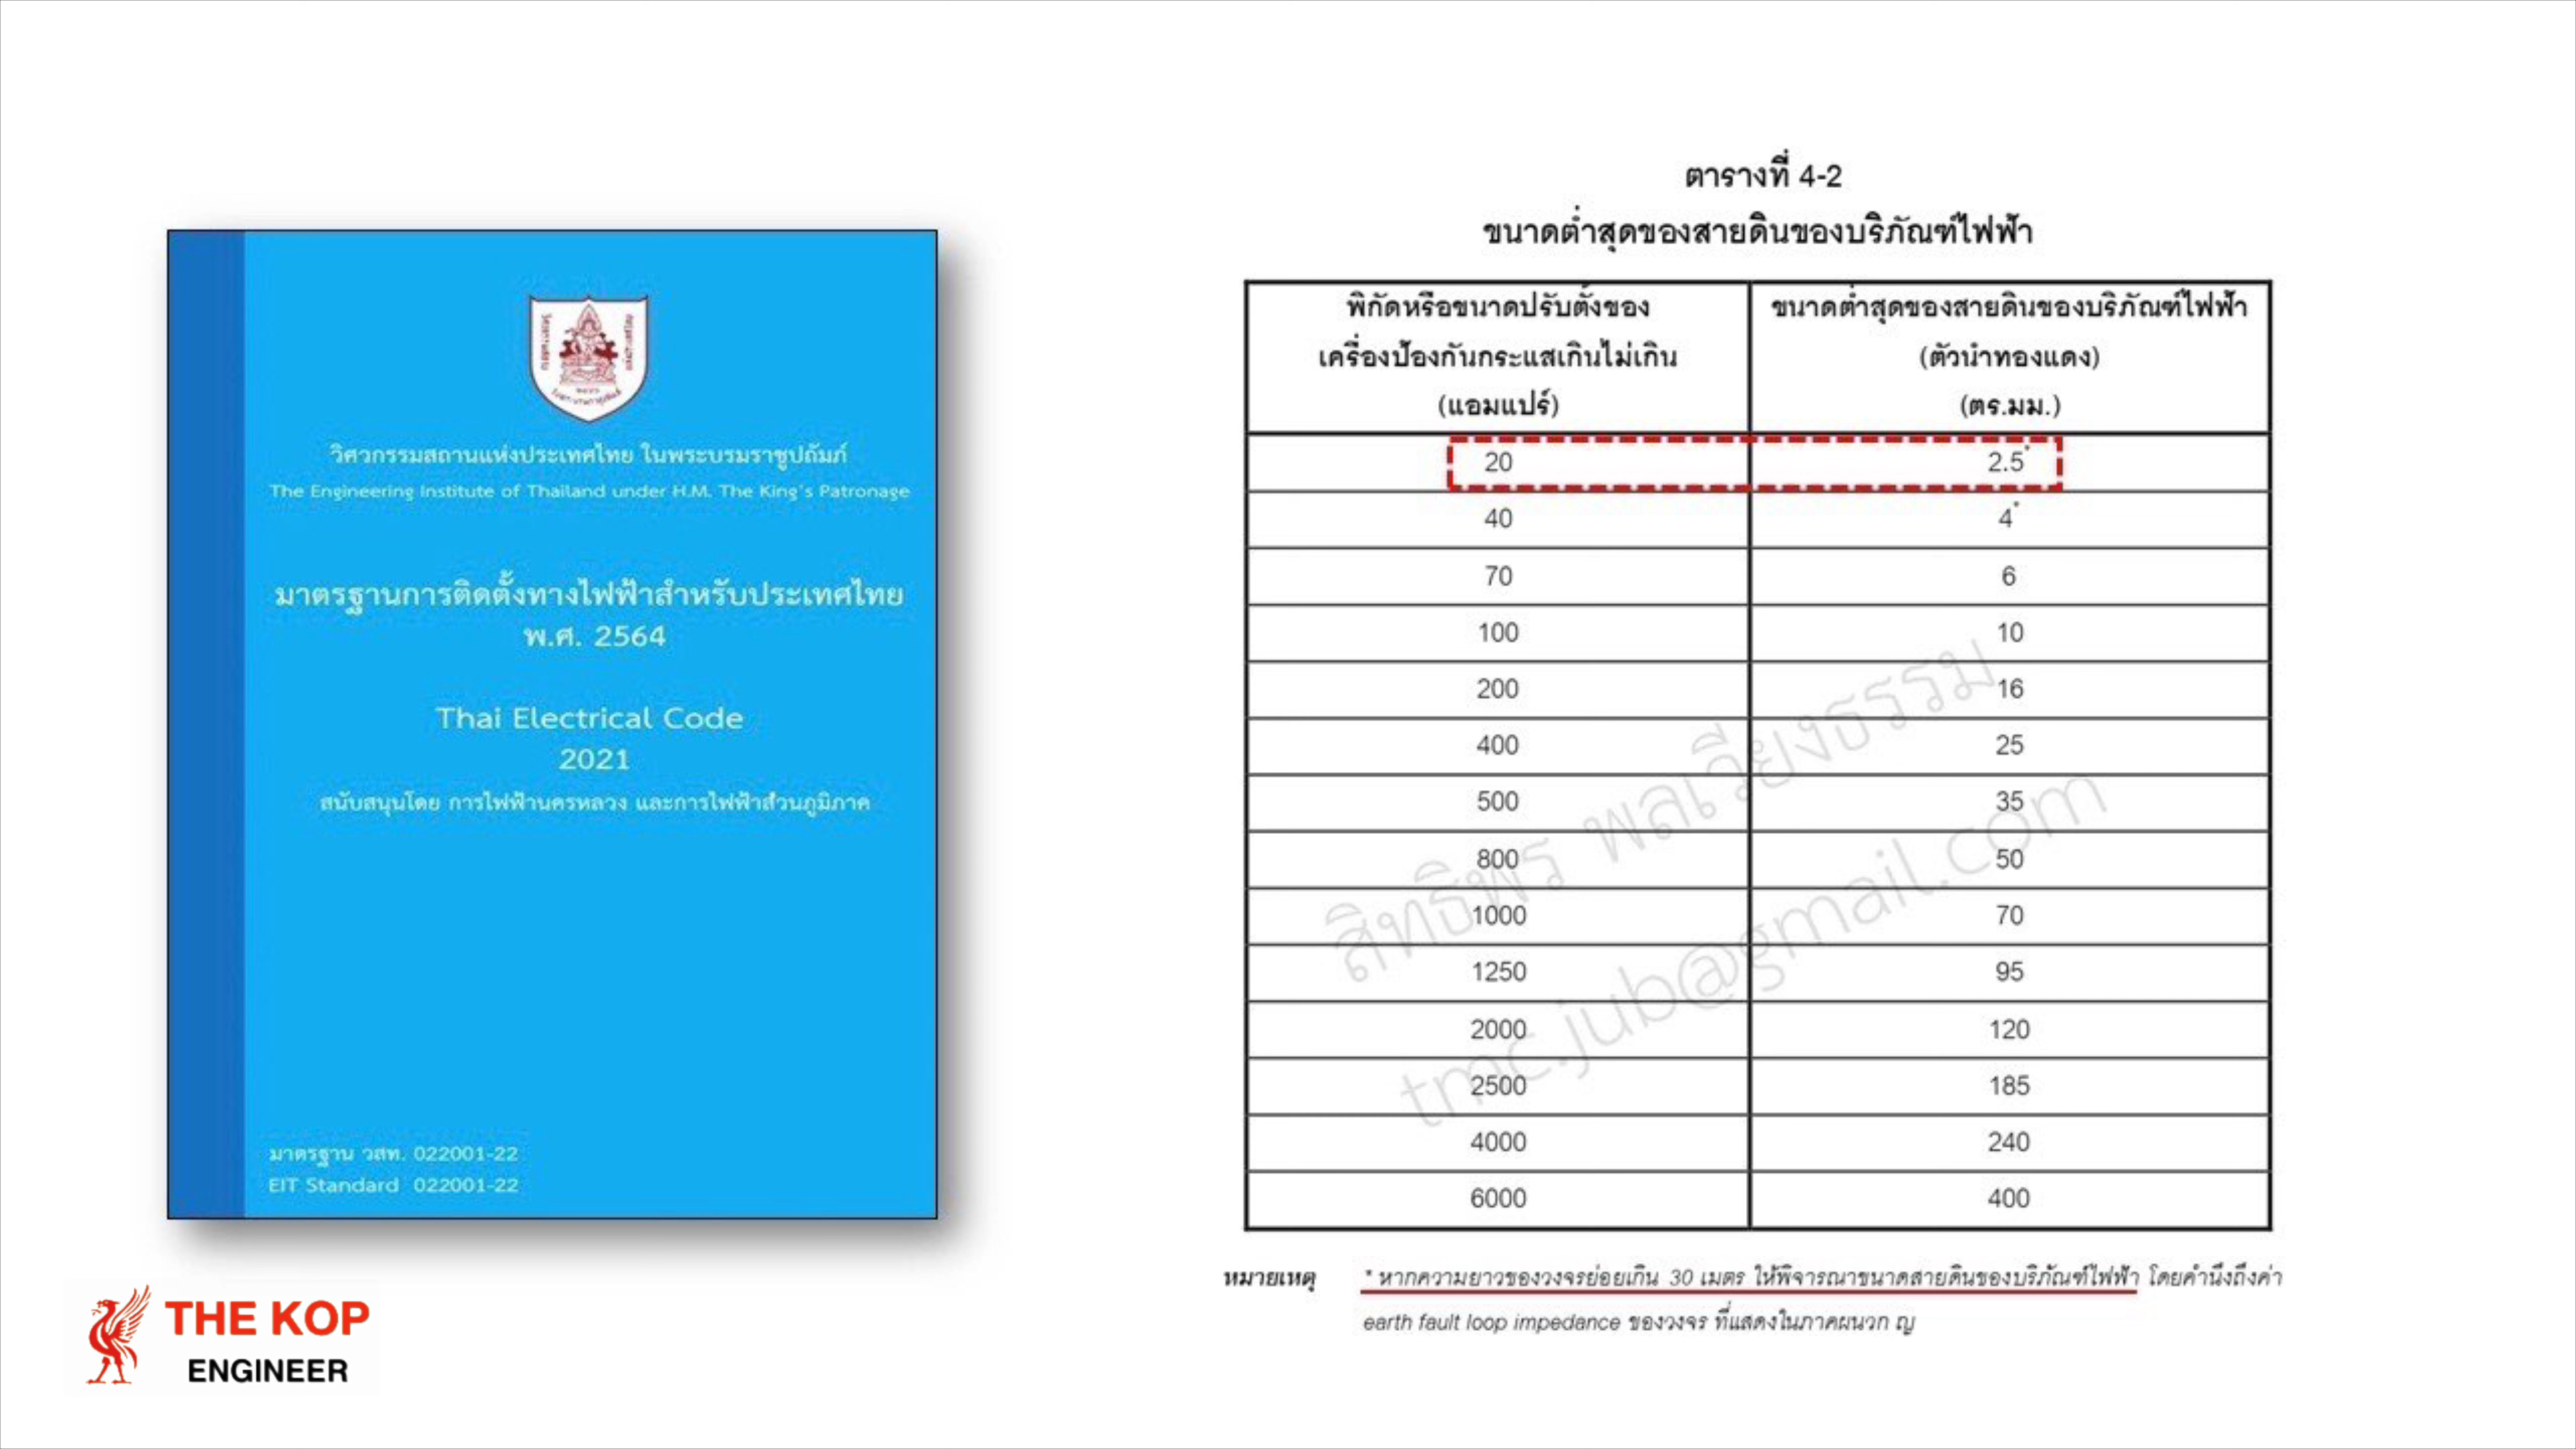 วิศวกรรมสถานแห่งประเทศไทย ในพระบรมราชูปถัมภ์
The Engineering Institute of Thailand under H.M. The King's Patronage
มาตรฐานการติดตั้งทางไฟฟ้าสำหรับประเทศไทย
พ.ศ. 2564
Thai Electrical Code
2021
สนับสนุนโดย การไฟฟ้านครหลวง และการไฟฟ้าส่วนภูมิภาค
มาตรฐาน วสท. 022001-22
EIT Standard 022001-22
THE KOP
ENGINEER
ตารางที่ 4-2
ขนาดต่ำสุดของสายดินของบริภัณฑ์ไฟฟ้า
พิกัดหรือขนาดปรับตั้งของ
เครื่องป้องกันกระแสเกินไม่เกิน
(แอมแปร์)
ขนาดต่ำสุดของสายดินของบริภัณฑ์ไฟฟ้า
(ตัวนำทองแดง)
(ตร.มม.)
20 2.5*
40 4*
70 6
100 10
200 16
400 25
500 35
800 50
1000 70
1250 95
2000 120
2500 185
4000 240
6000 400
สิทธิพร พลเวียงธรรม
tmc.jub@gmail.com
หมายเหตุ * หากความยาวของวงจรย่อยเกิน 30 เมตร ให้พิจารณาขนาดสายดินของบริภัณฑ์ไฟฟ้า โดยคำนึงถึงค่า
earth fault loop impedance ของวงจร ที่แสดงในภาคผนวก ญ